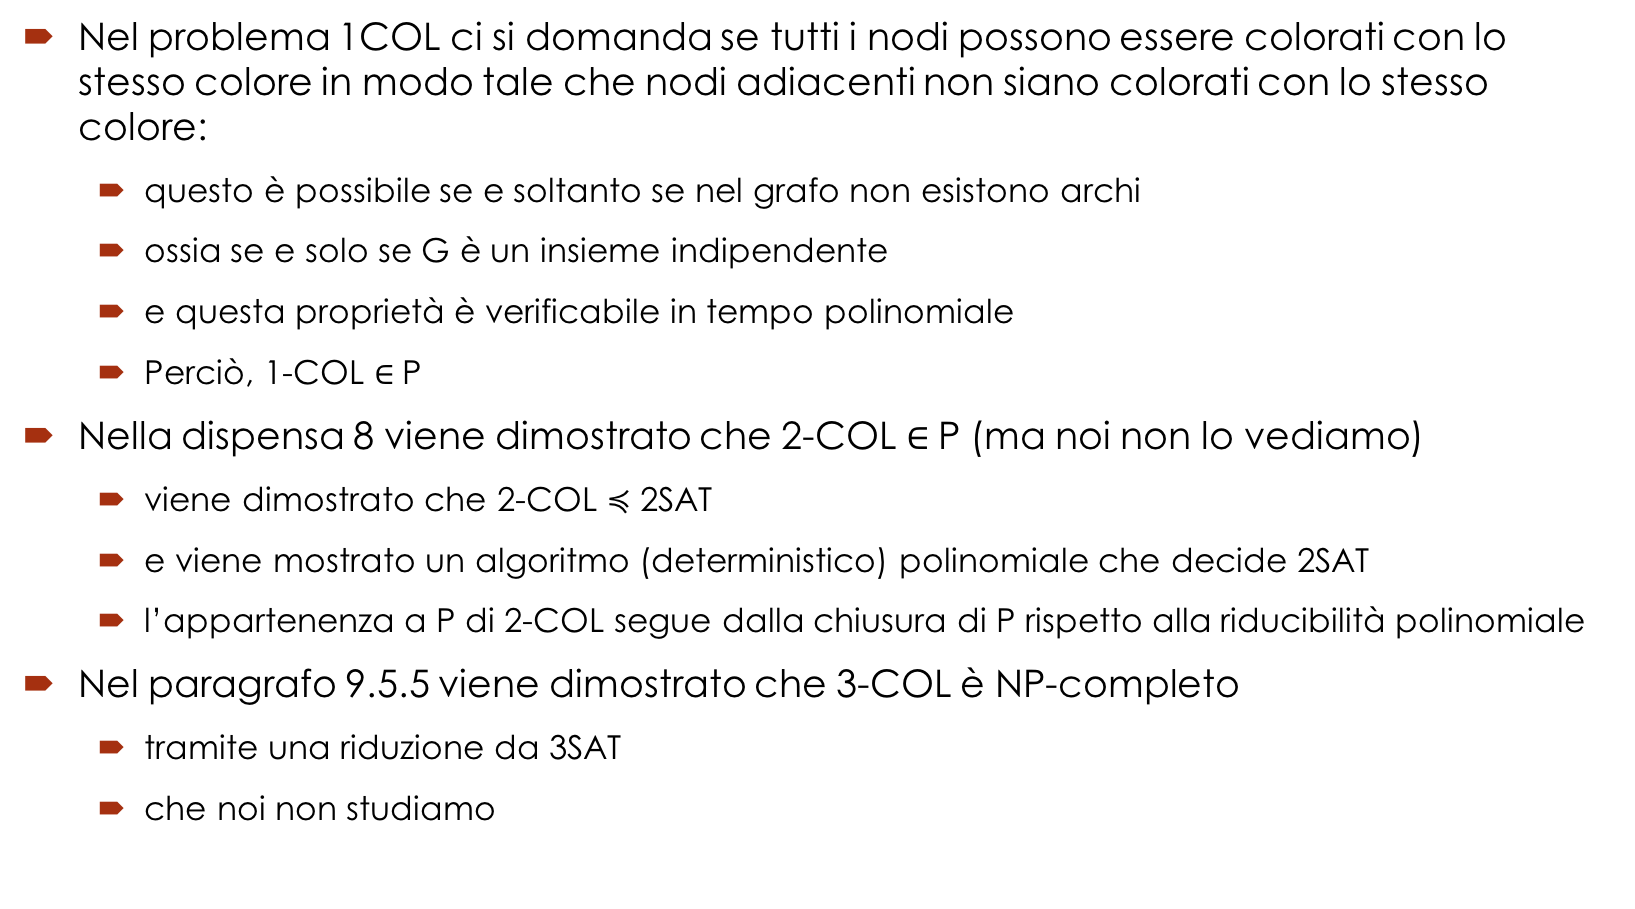 Nel problema 1COL ci si domanda se tutti i nodi possono essere colorati con lo
stesso colore in modo tale che nodi adiacenti non siano colorati con lo stesso
colore:
questo è possibile se e soltanto se nel grafo non esistono archi
ossia se e solo se G è un insieme indipendente
e questa proprietà è verificabile in tempo polinomiale
Perciò, 1-COL ∈ P
Nella dispensa 8 viene dimostrato che 2-COL ∈ P (ma noi non lo vediamo)
viene dimostrato che 2-COL ≼ 2SAT
e viene mostrato un algoritmo (deterministico) polinomiale che decide 2SAT
l’appartenenza a P di 2-COL segue dalla chiusura di P rispetto alla riducibilità polinomiale
Nel paragrafo 9.5.5 viene dimostrato che 3-COL è NP-completo
tramite una riduzione da 3SAT
che noi non studiamo